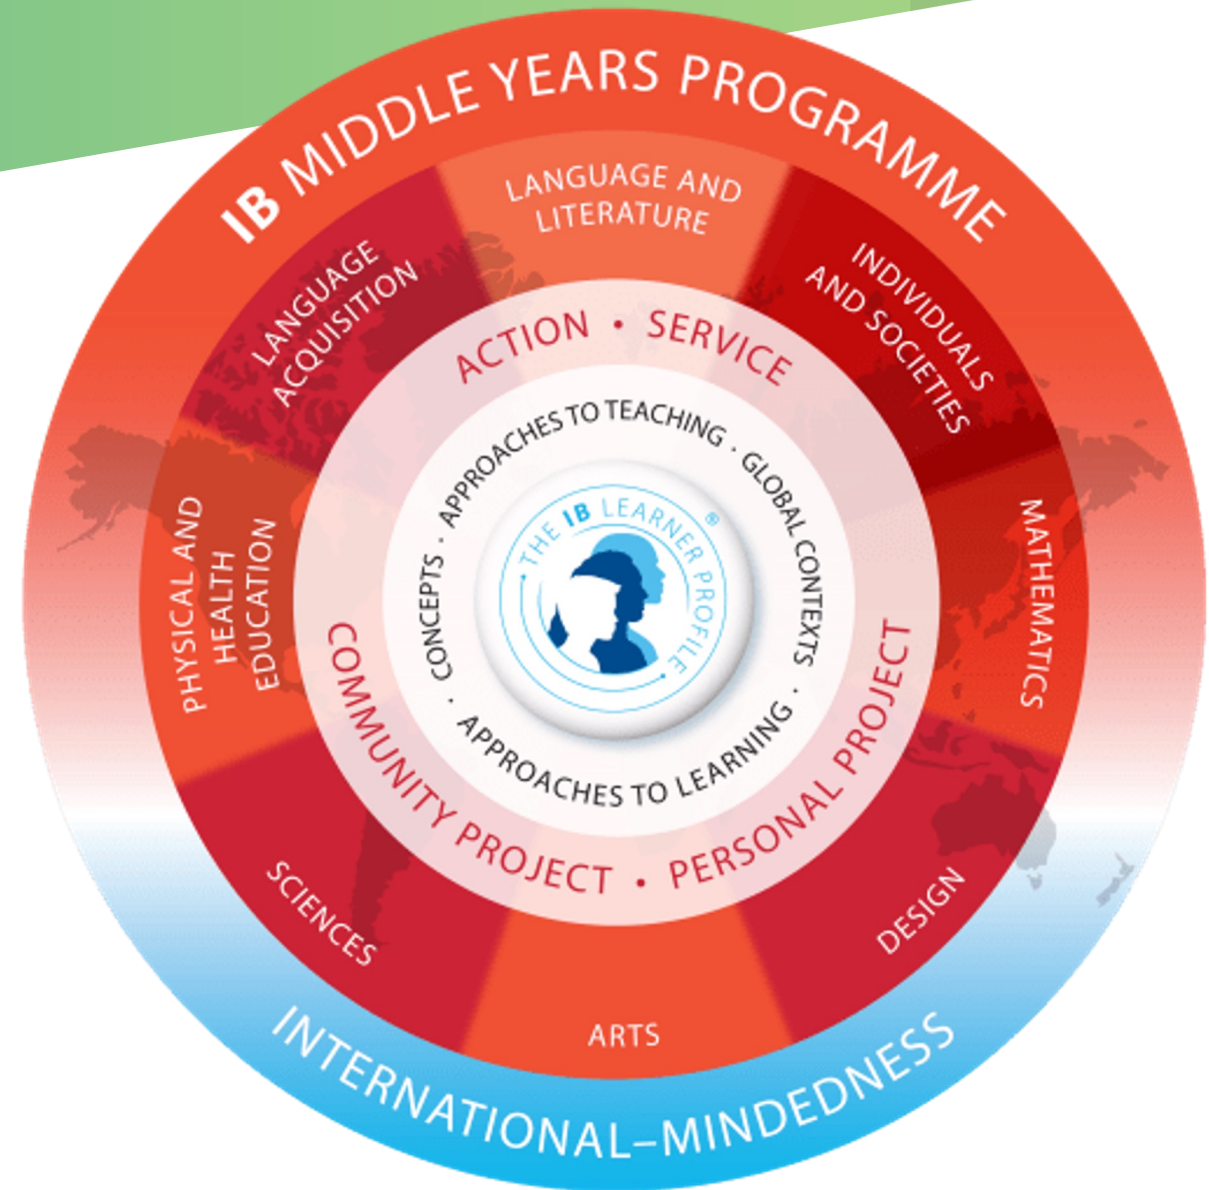 IB MIDDLE YEARS PROGRAMME
LANGUAGE AND
LITERATURE
INDIVIDUALS
AND SOCIETIES
MATHEMATICS
DESIGN
ARTS
SCIENCES
PHYSICAL AND
HEALTH
EDUCATION
LANGUAGE
ACQUISITION
ACTION • SERVICE
COMMUNITY PROJECT • PERSONAL PROJECT
APPROACHES TO TEACHING · GLOBAL CONTEXTS ·
APPROACHES TO LEARNING ·
CONCEPTS ·
THE IB LEARNER PROFILE ®
INTERNATIONAL–MINDEDNESS